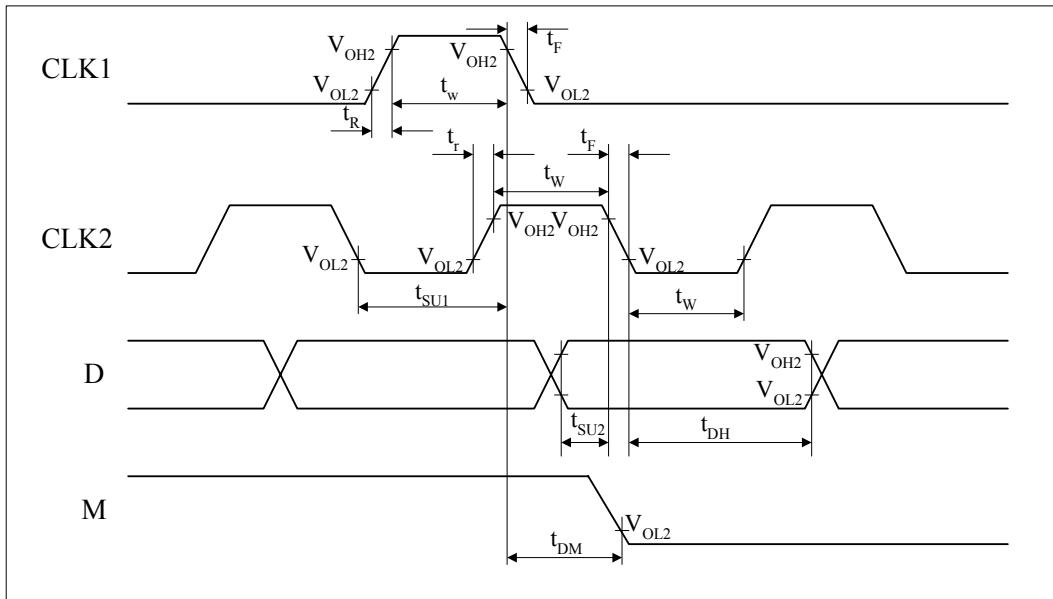 t_F
V_OH2 V_OH2
CLK1
V_OL2 t_w V_OL2
t_R
t_r t_F
t_W
CLK2
V_OH2 V_OH2
V_OL2 V_OL2 V_OL2
t_SU1 t_W
D
V_OH2
V_OL2
t_SU2 t_DH
M
V_OL2
t_DM